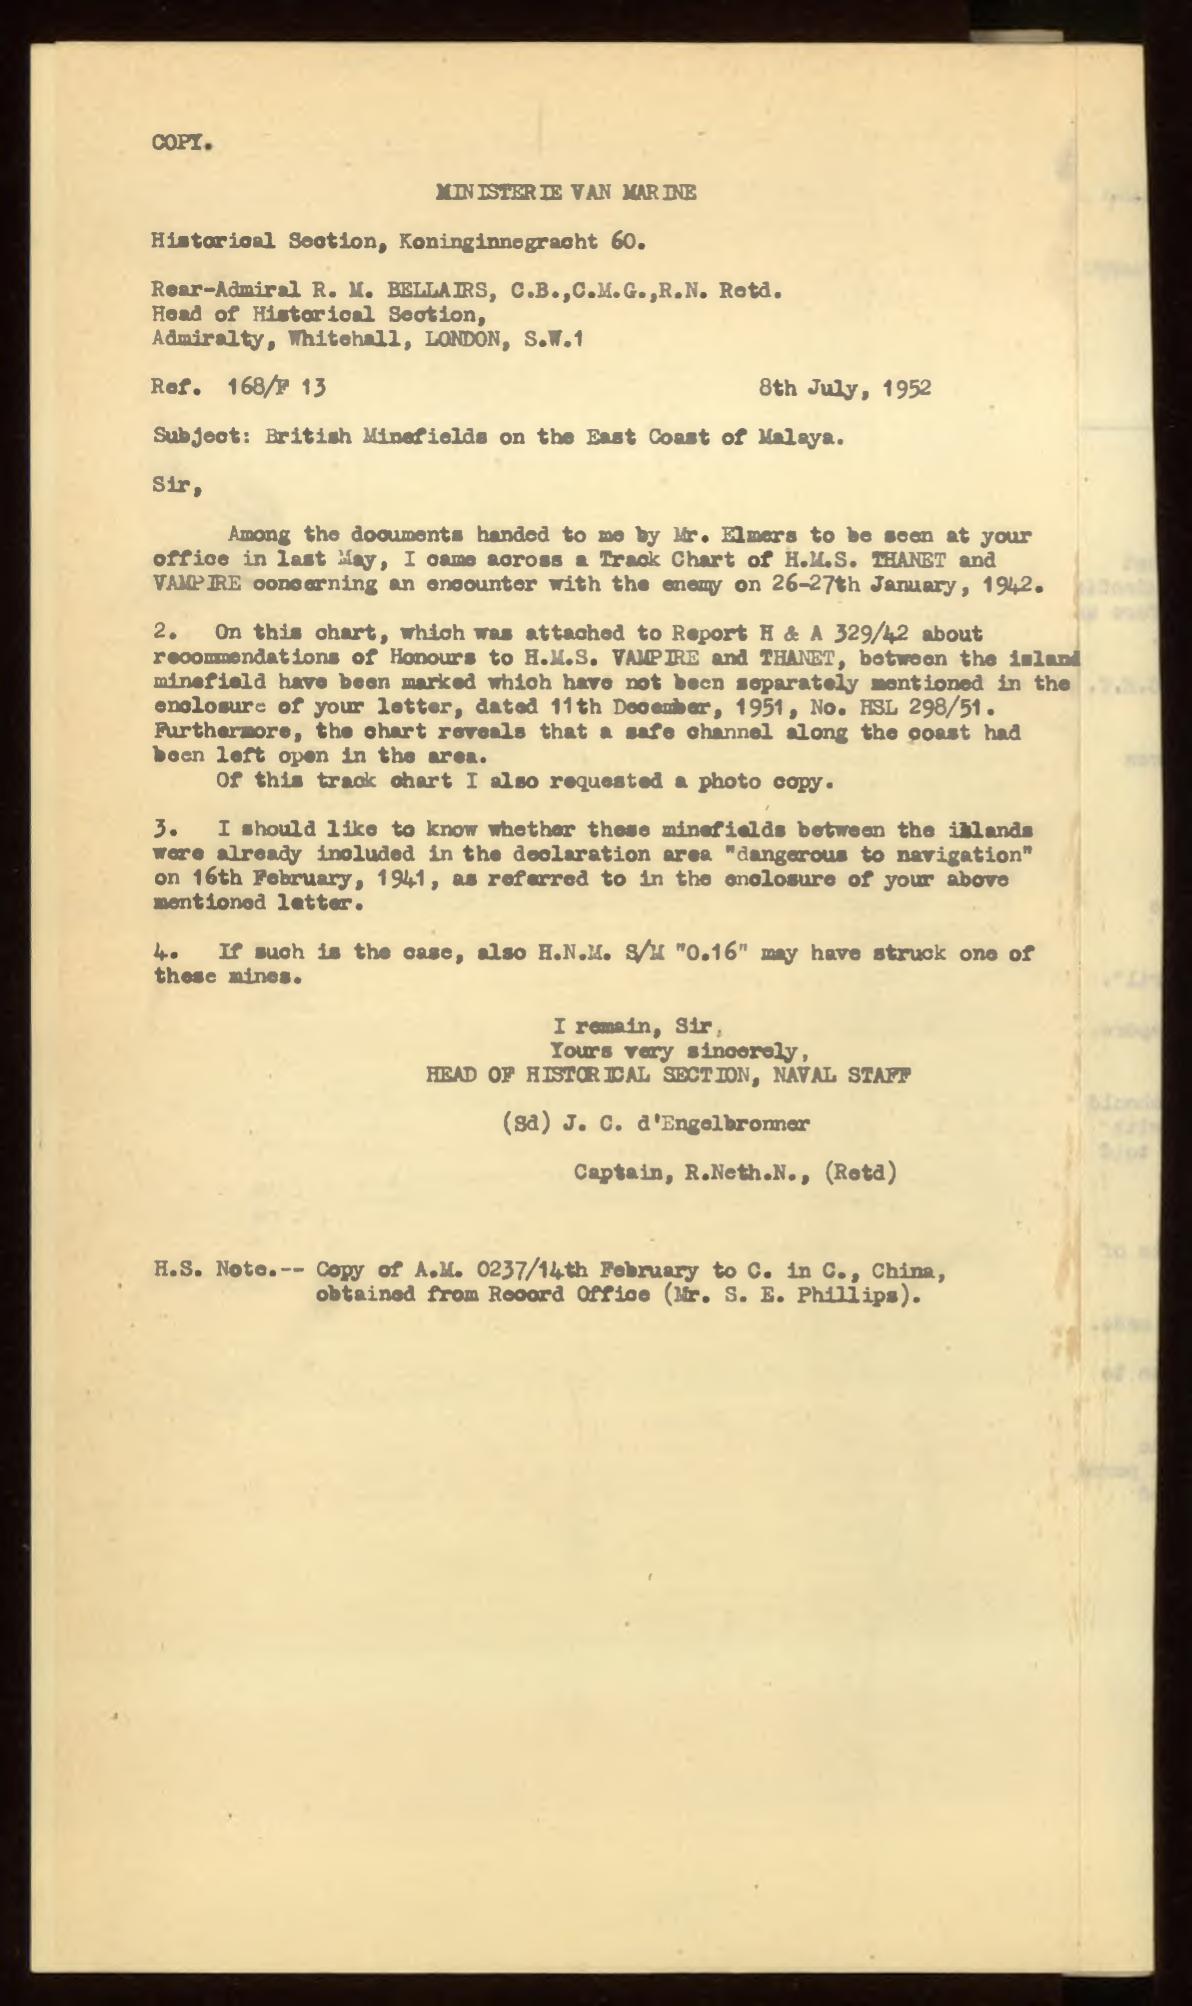 COPY.
MINISTERIE VAN MARINE
Historical Section, Koninginnegracht 60.
Rear-Admiral R. M. BELLAIRS, C.B.,C.M.G.,R.N. Retd.
Head of Historical Section,
Admiralty, Whitehall, LONDON, S.W.1
Ref. 168/F 13 8th July, 1952
Subject: British Minefields on the East Coast of Malaya.
Sir,
Among the documents handed to me by Mr. Elmers to be seen at your
office in last May, I came across a Track Chart of H.M.S. THANET and
VAMPIRE concerning an encounter with the enemy on 26-27th January, 1942.
2. On this chart, which was attached to Report H & A 329/42 about
recommendations of Honours to H.M.S. VAMPIRE and THANET, between the island
minefield have been marked which have not been separately mentioned in the
enclosure of your letter, dated 11th December, 1951, No. HSL 298/51.
Furthermore, the chart reveals that a safe channel along the coast had
been left open in the area.
Of this track chart I also requested a photo copy.
3. I should like to know whether these minefields between the islands
were already included in the declaration area "dangerous to navigation"
on 16th February, 1941, as referred to in the enclosure of your above
mentioned letter.
4. If such is the case, also H.N.M. S/M "O.16" may have struck one of
these mines.
I remain, Sir,
Yours very sincerely,
HEAD OF HISTORICAL SECTION, NAVAL STAFF
(Sd) J. C. d'Engelbronner
Captain, R.Neth.N., (Retd)
H.S. Note.-- Copy of A.M. 0237/14th February to C. in C., China,
obtained from Record Office (Mr. S. E. Phillips).